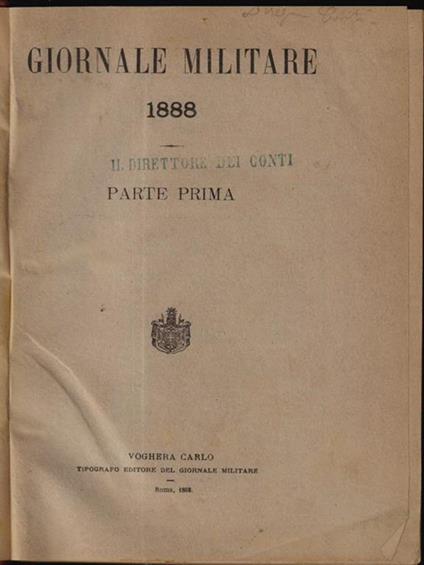 GIORNALE MILITARE
1888
IL DIRETTORE DEI CONTI
PARTE PRIMA
VOGHERA CARLO
TIPOGRAFO EDITORE DEL GIORNALE MILITARE
Roma, 1888.